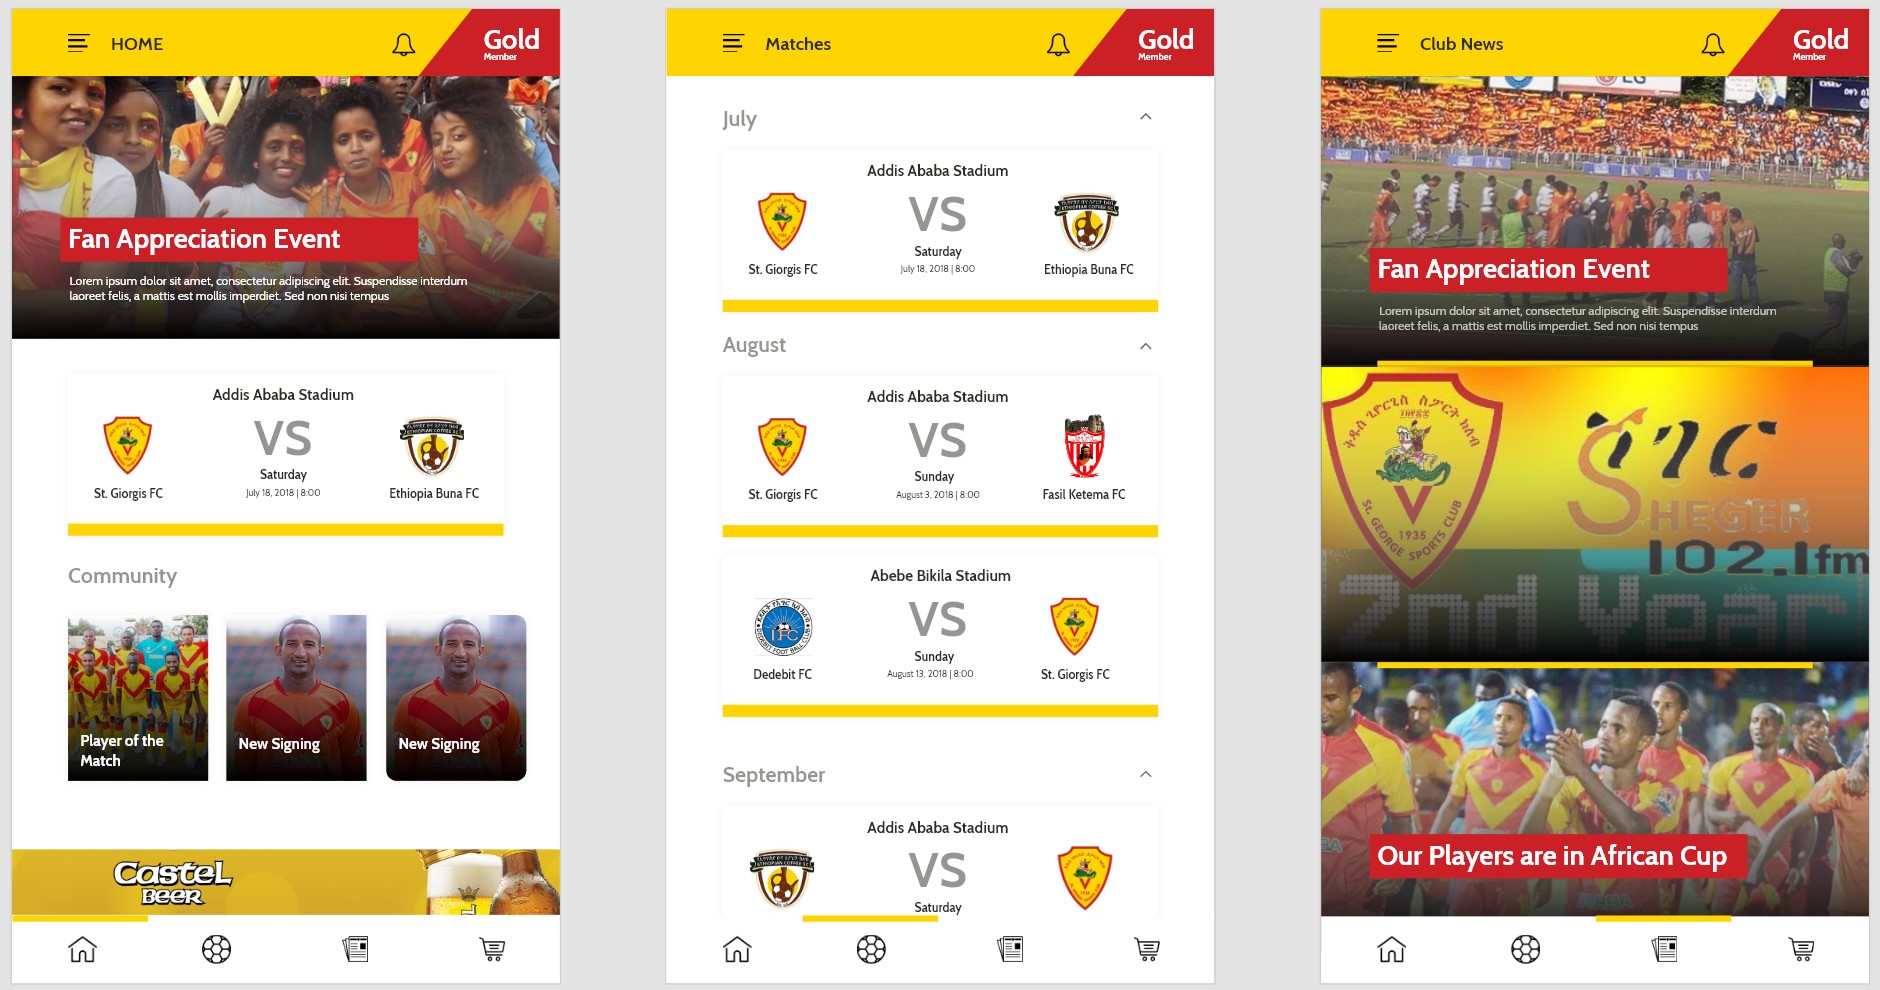 HOME
Gold
Member
Fan Appreciation Event
Lorem ipsum dolor sit amet, consectetur adipiscing elit. Suspendisse interdum
laoreet felis, a mattis est mollis imperdiet. Sed non nisi tempus
Addis Ababa Stadium
VS
Saturday
July 18, 2018 | 8:00
St. Giorgis FC
Ethiopia Buna FC
Community
Player of the
Match
New Signing
New Signing
Castel
BEER
Matches
Gold
Member
July
Addis Ababa Stadium
VS
Saturday
July 18, 2018 | 8:00
St. Giorgis FC
Ethiopia Buna FC
August
Addis Ababa Stadium
VS
Sunday
August 3, 2018 | 8:00
St. Giorgis FC
Fasil Ketema FC
Abebe Bikila Stadium
VS
Sunday
August 13, 2018 | 8:00
Dedebit FC
St. Giorgis FC
September
Addis Ababa Stadium
VS
Saturday
Club News
Gold
Member
LG
Fan Appreciation Event
Lorem ipsum dolor sit amet, consectetur adipiscing elit. Suspendisse interdum
laoreet felis, a mattis est mollis imperdiet. Sed non nisi tempus
ቅዱስ ጊዮርጊስ ስፖርት ክለብ
1935
ST. GEORGE SPORTS CLUB
ሸገር
SHEGER
102.1fm
2nd Year
Our Players are in African Cup